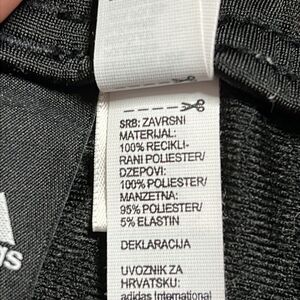 SRB: ZAVRSNI
MATERIJAL:
100% RECIKLI-
RANI POLIESTER/
DZEPOVI:
100% POLIESTER/
MANZETNA:
95% POLIESTER/
5% ELASTIN
DEKLARACIJA
UVOZNIK ZA
HRVATSKU:
adidas International